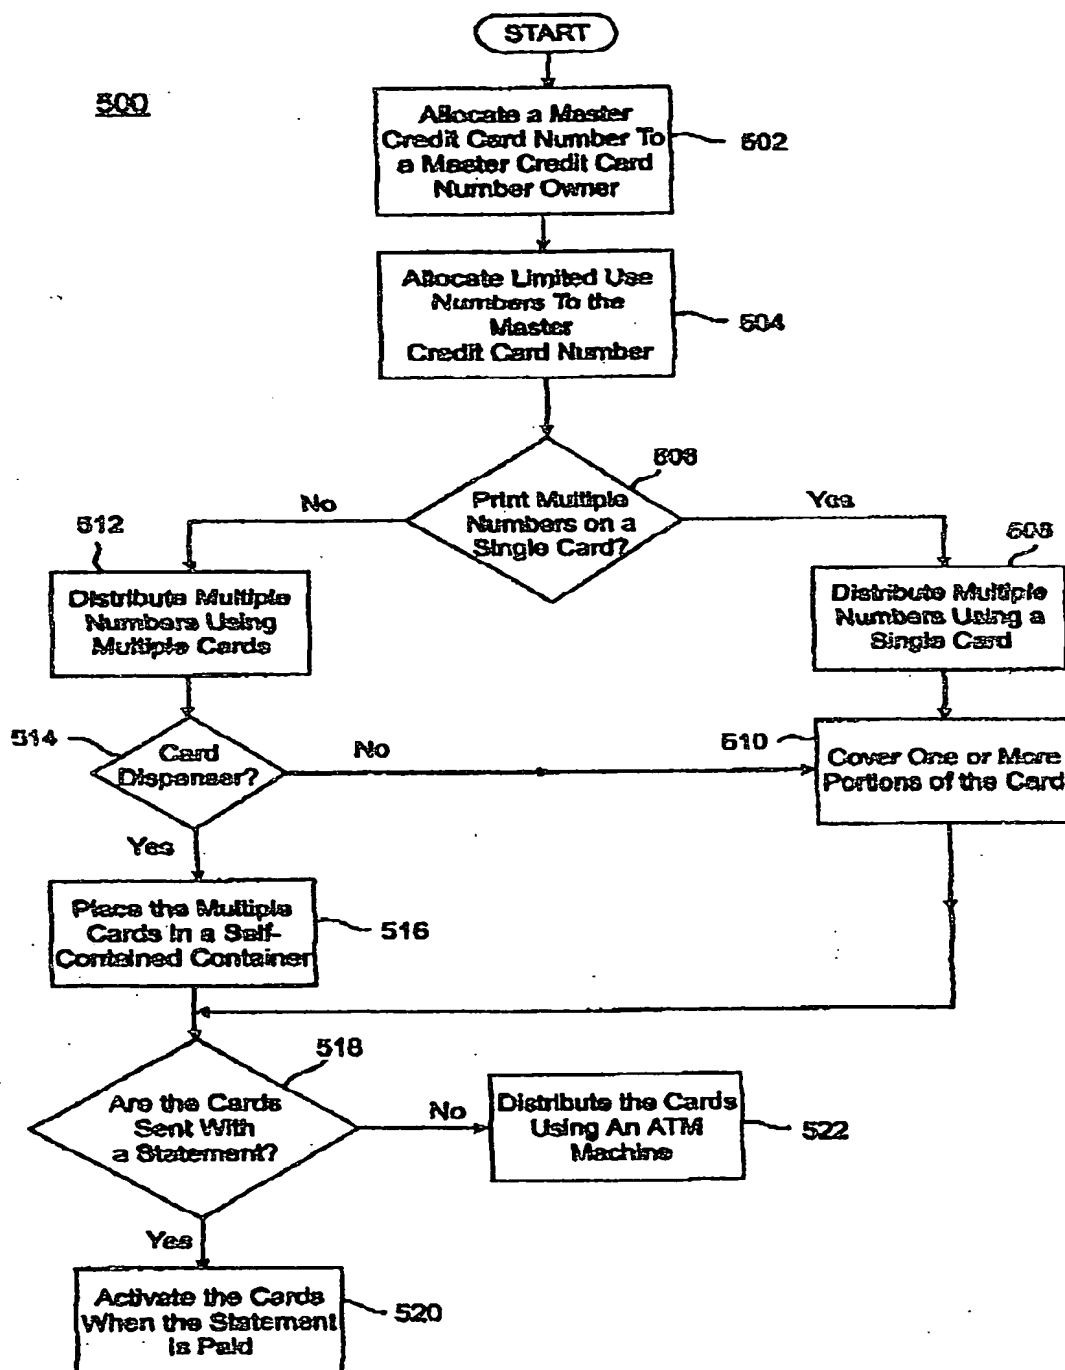 START
500
Allocate a Master
Credit Card Number To
a Master Credit Card
Number Owner
502
Allocate Limited Use
Numbers To the
Master
Credit Card Number
504
506
Print Multiple
Numbers on a
Single Card?
No
Yes
512
508
Distribute Multiple
Numbers Using
Multiple Cards
Distribute Multiple
Numbers Using a
Single Card
514
Card
Dispenser?
No
510
Cover One or More
Portions of the Card
Yes
Place the Multiple
Cards In a Self-
Contained Container
516
518
Are the Cards
Sent With
a Statement?
No
Distribute the Cards
Using An ATM
Machine
522
Yes
Activate the Cards
When the Statement
Is Paid
520